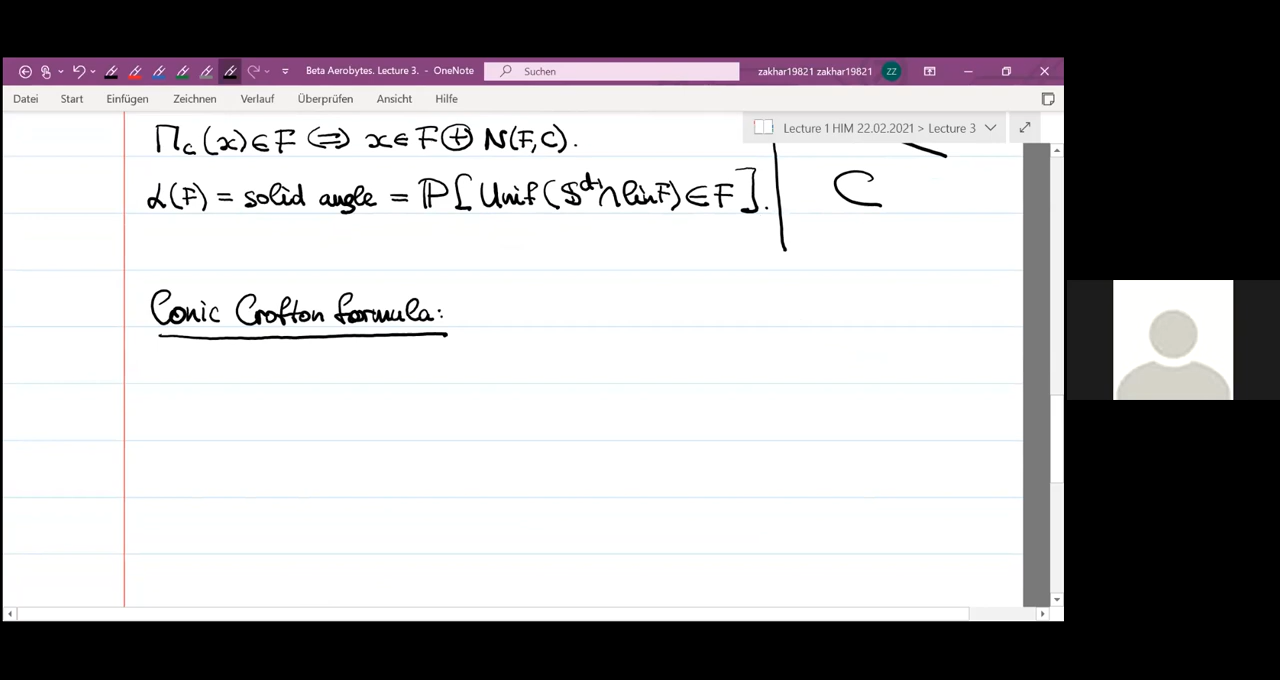 Beta Aerobytes. Lecture 3. - OneNote
Suchen
zakhar19821 zakhar19821
ZZ
Datei Start Einfügen Zeichnen Verlauf Überprüfen Ansicht Hilfe
Lecture 1 HIM 22.02.2021 > Lecture 3
Π_C(x) ∈ F ⇔ x ∈ F ⊕ N(F, C).
α(F) = solid angle = ℙ[Unif(𝕊^{d-1} ∩ lin F) ∈ F].
C
Conic Crofton formula: